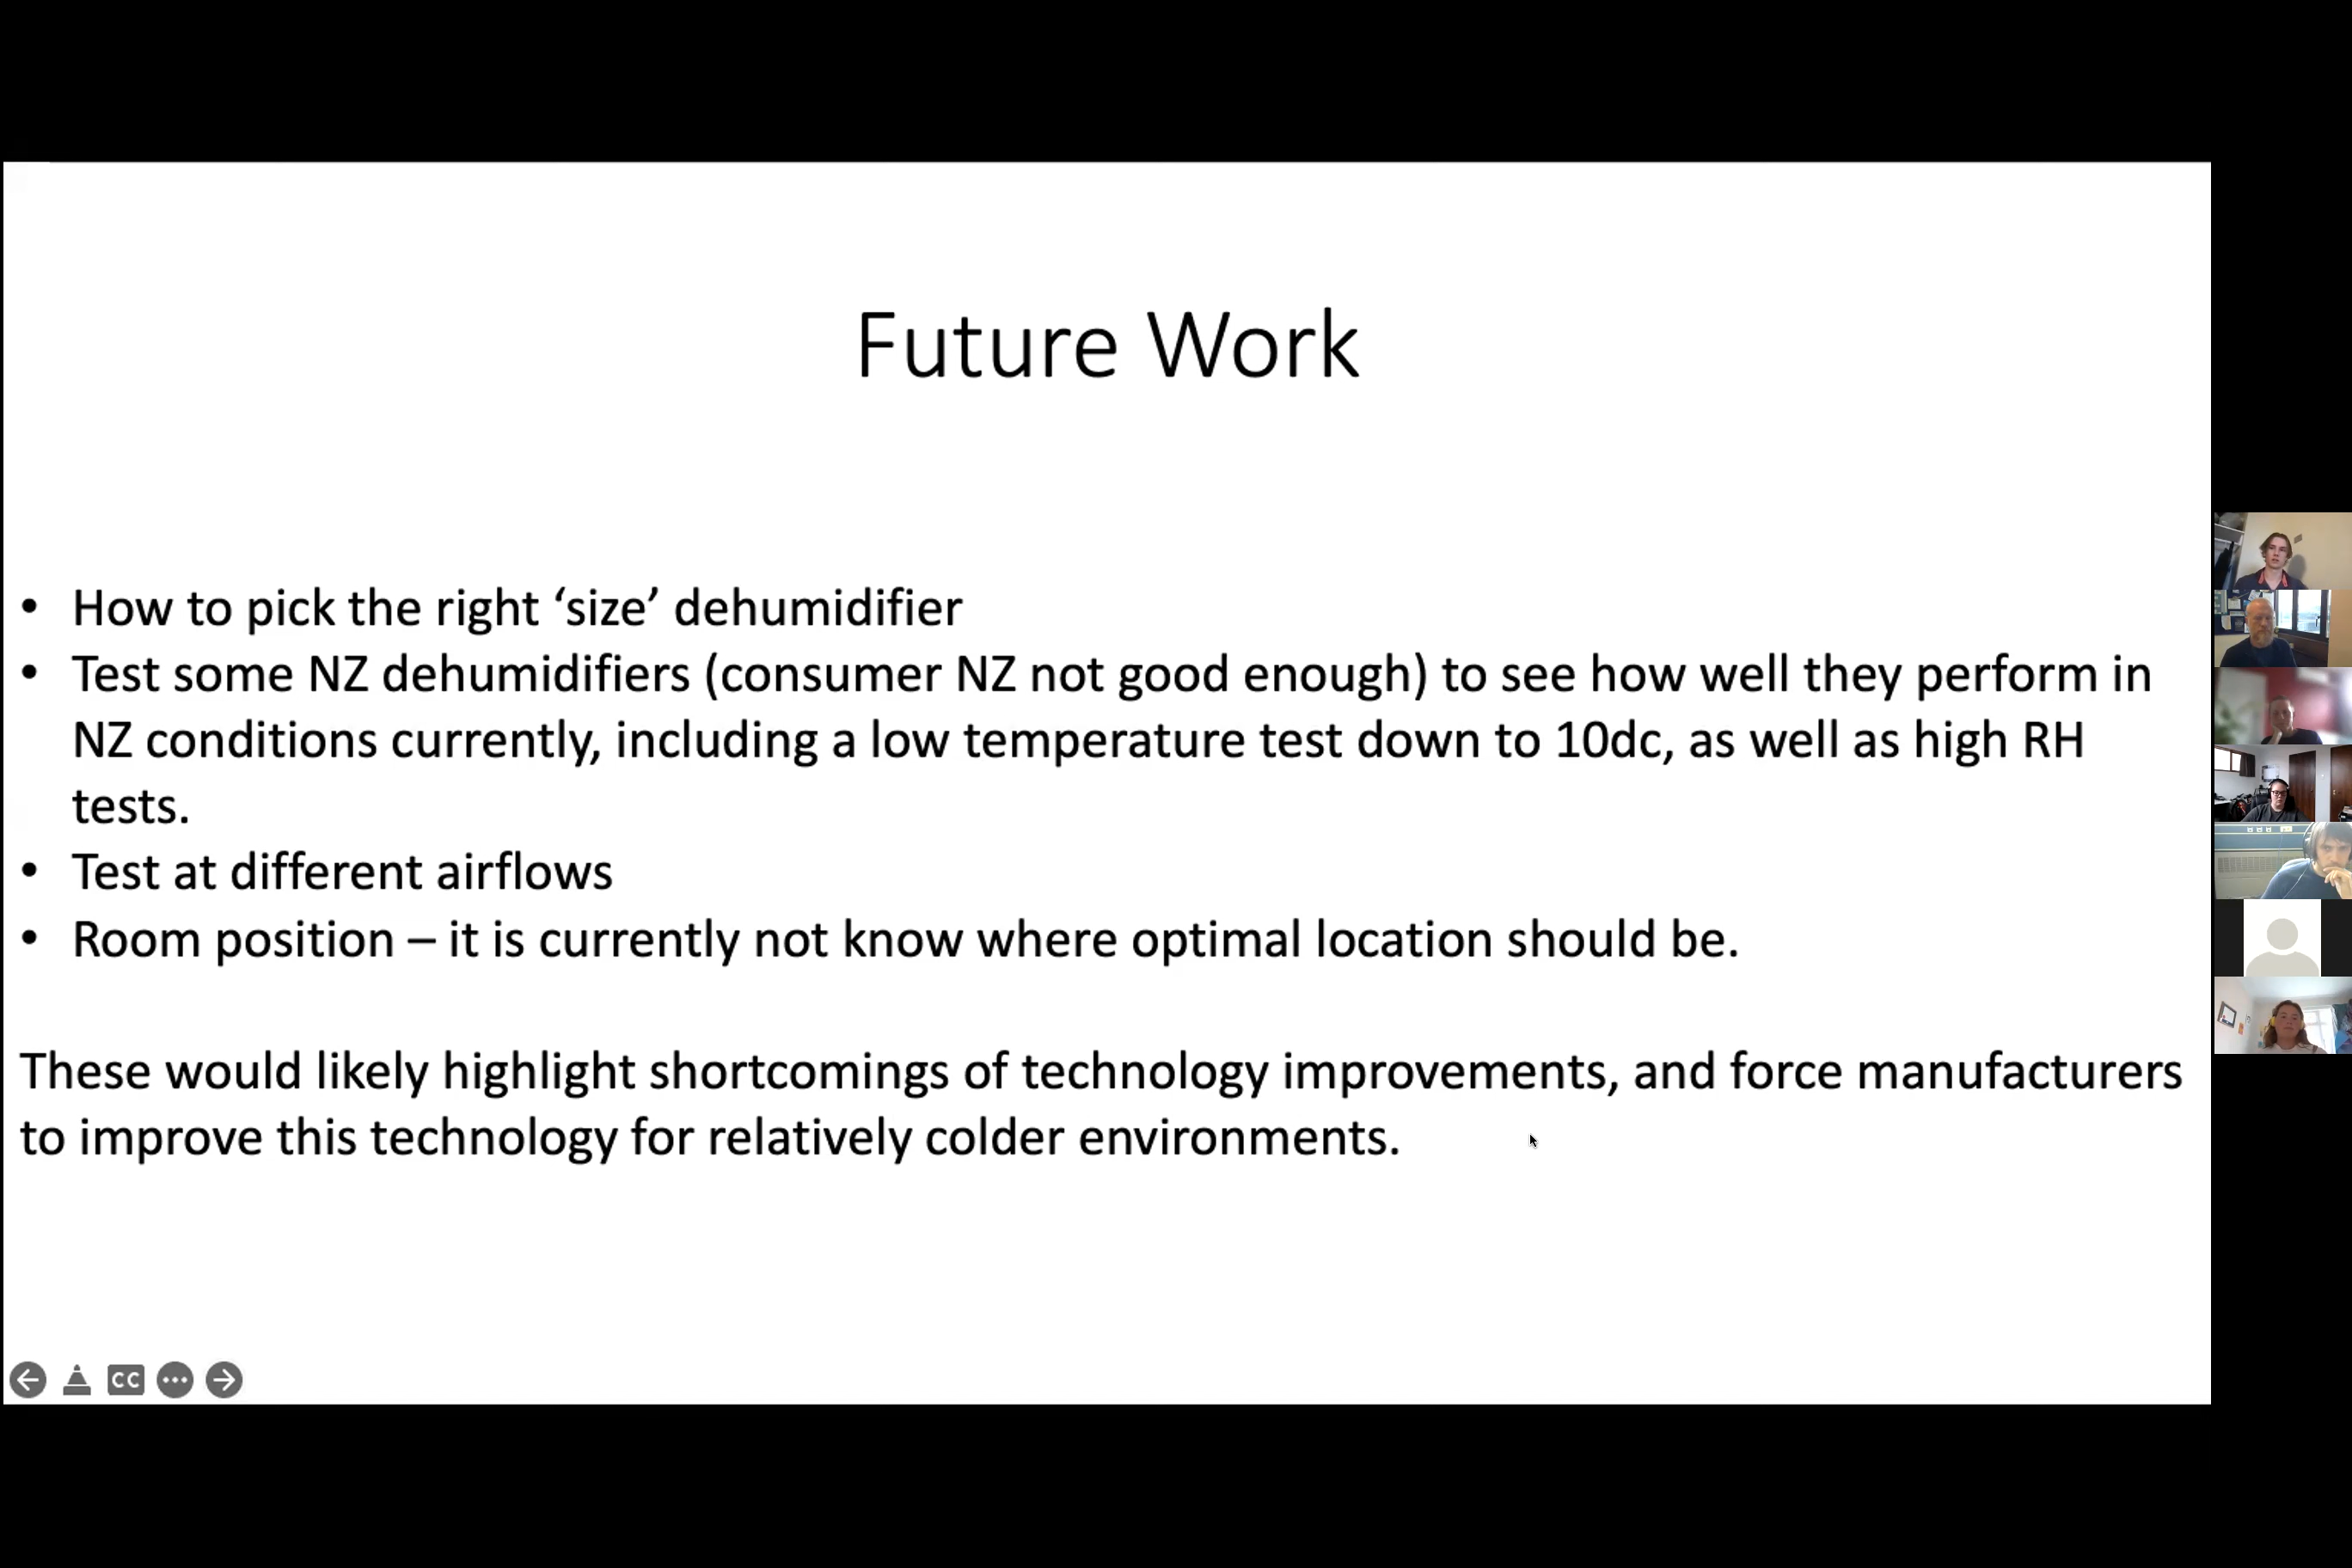 Future Work
• How to pick the right ‘size’ dehumidifier
• Test some NZ dehumidifiers (consumer NZ not good enough) to see how well they perform in
NZ conditions currently, including a low temperature test down to 10dc, as well as high RH
tests.
• Test at different airflows
• Room position – it is currently not know where optimal location should be.
These would likely highlight shortcomings of technology improvements, and force manufacturers
to improve this technology for relatively colder environments.
CC